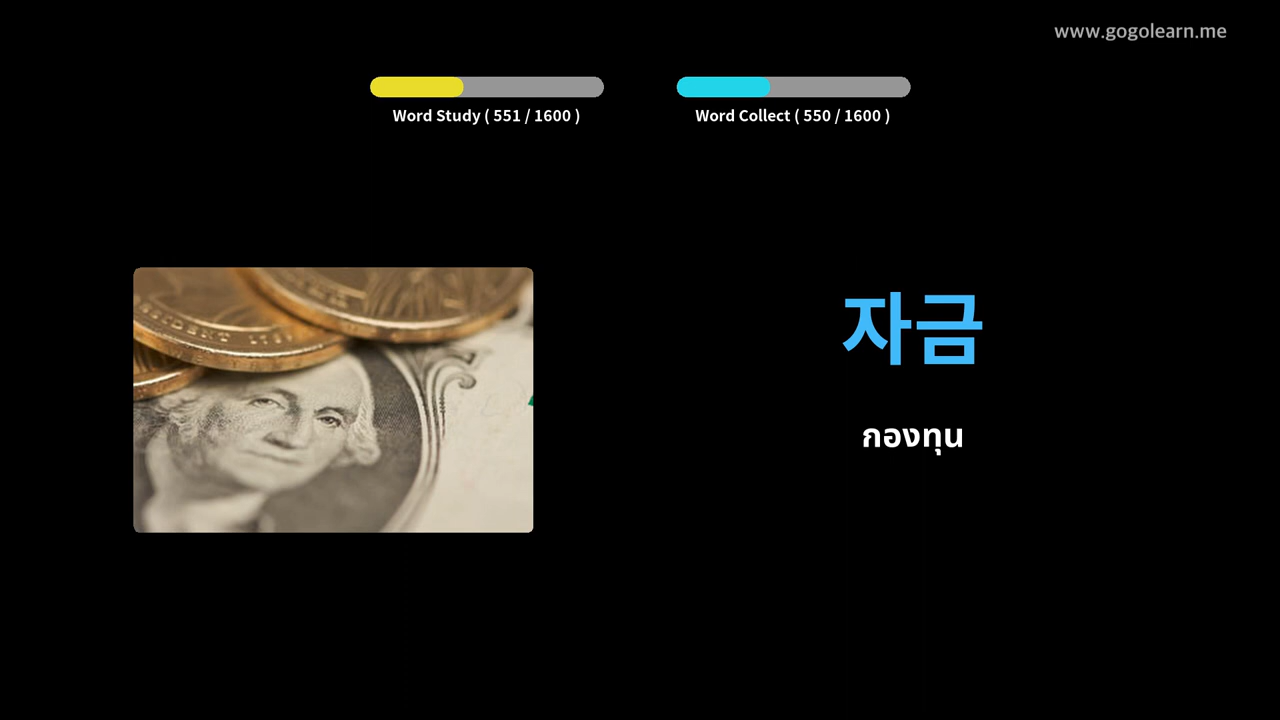 www.gogolearn.me
Word Study ( 551 / 1600 )
Word Collect ( 550 / 1600 )
자금
กองทุน